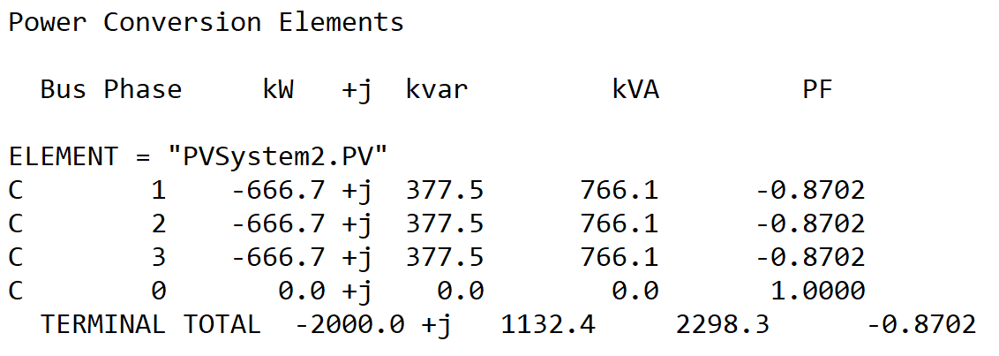 Power Conversion Elements
Bus Phase kW +j kvar kVA PF
ELEMENT = "PVSystem2.PV"
C 1 -666.7 +j 377.5 766.1 -0.8702
C 2 -666.7 +j 377.5 766.1 -0.8702
C 3 -666.7 +j 377.5 766.1 -0.8702
C 0 0.0 +j 0.0 0.0 1.0000
TERMINAL TOTAL -2000.0 +j 1132.4 2298.3 -0.8702